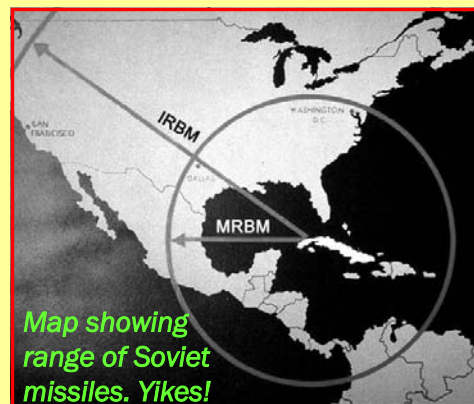 IRBM
WASHINGTON
D.C.
SAN
FRANCISCO
DALLAS
MRBM
Map showing
range of Soviet
missiles. Yikes!